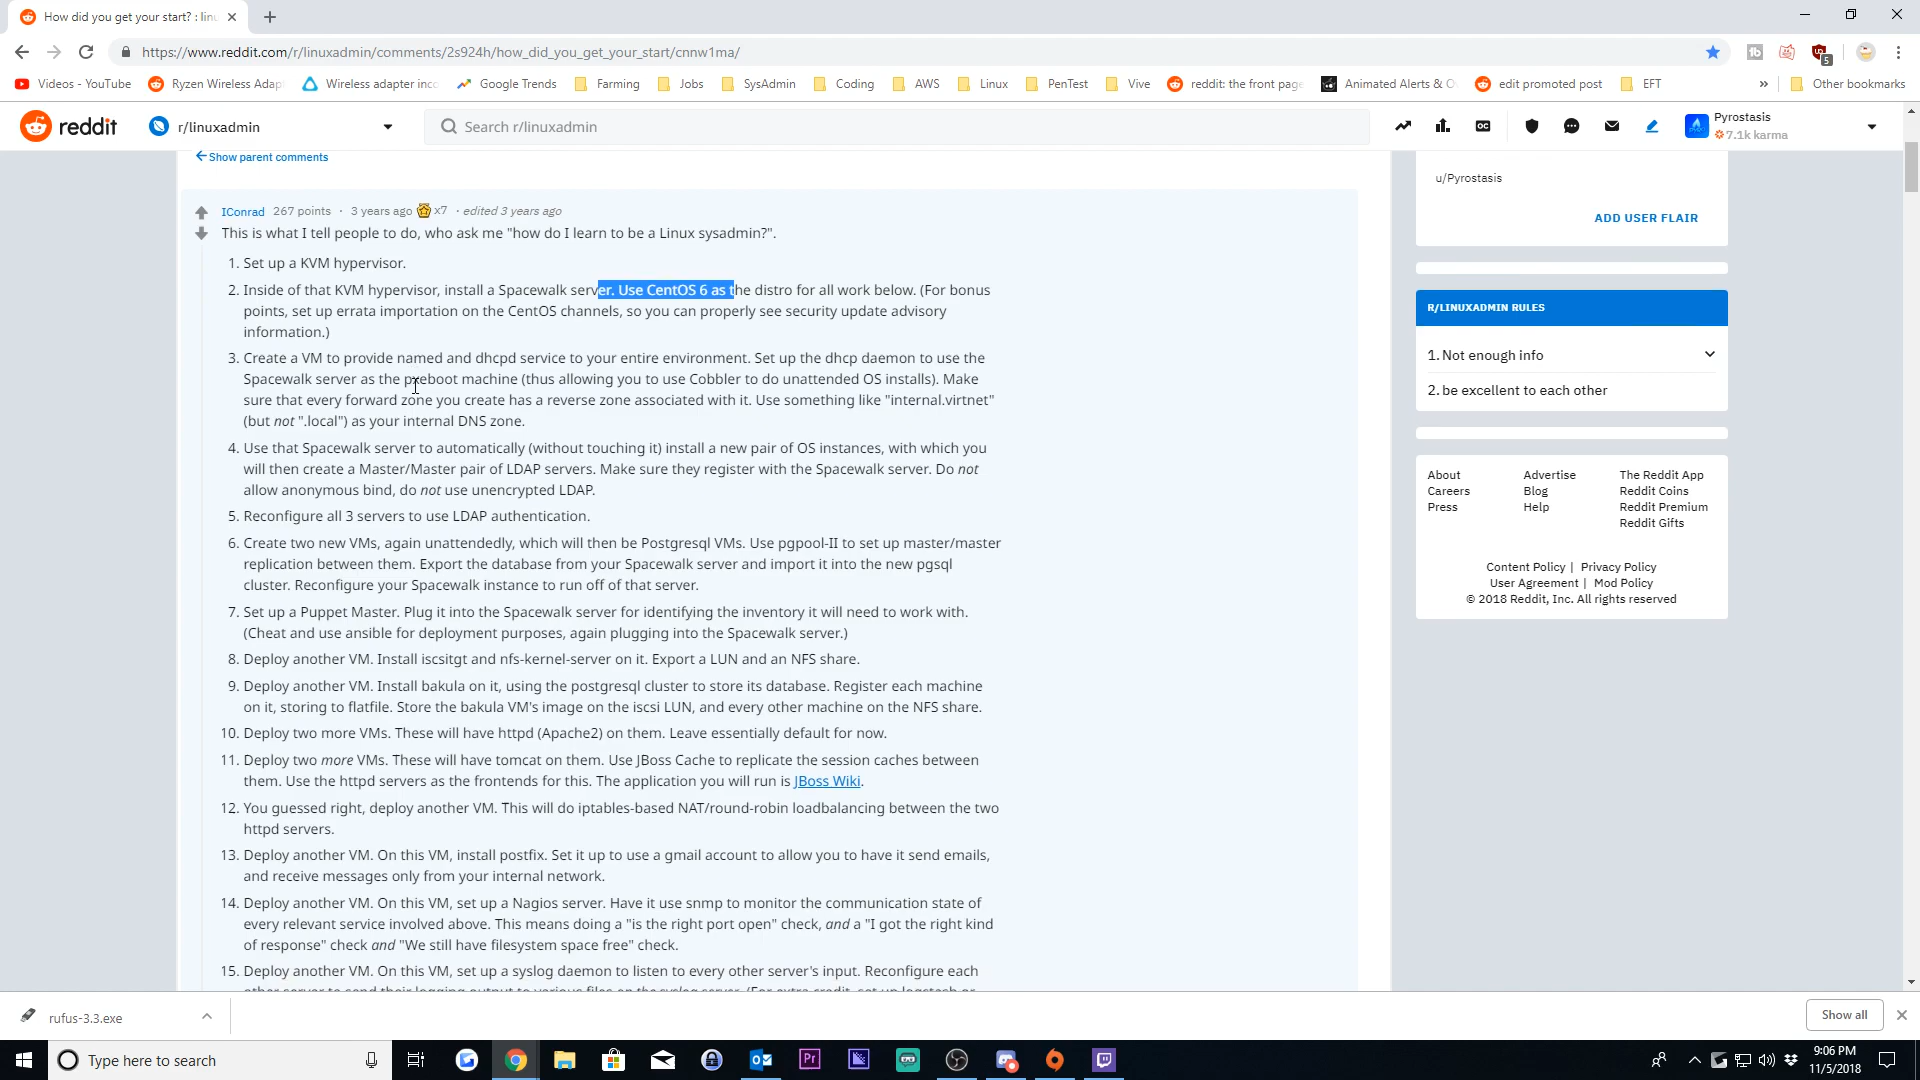 How did you get your start? : linu
https://www.reddit.com/r/linuxadmin/comments/2s924h/how_did_you_get_your_start/cnnw1ma/
5
Videos - YouTube
Ryzen Wireless Adap
Wireless adapter inco
Google Trends
Farming
Jobs
SysAdmin
Coding
AWS
Linux
PenTest
Vive
reddit: the front page
Animated Alerts & O
edit promoted post
EFT
»
Other bookmarks
reddit
r/linuxadmin
Search r/linuxadmin
Pyrostasis
7.1k karma
Show parent comments
IConrad 267 points · 3 years ago x7 · edited 3 years ago
This is what I tell people to do, who ask me "how do I learn to be a Linux sysadmin?".
1. Set up a KVM hypervisor.
2. Inside of that KVM hypervisor, install a Spacewalk server. Use CentOS 6 as the distro for all work below. (For bonus
points, set up errata importation on the CentOS channels, so you can properly see security update advisory
information.)
3. Create a VM to provide named and dhcpd service to your entire environment. Set up the dhcp daemon to use the
Spacewalk server as the preboot machine (thus allowing you to use Cobbler to do unattended OS installs). Make
sure that every forward zone you create has a reverse zone associated with it. Use something like "internal.virtnet"
(but not ".local") as your internal DNS zone.
4. Use that Spacewalk server to automatically (without touching it) install a new pair of OS instances, with which you
will then create a Master/Master pair of LDAP servers. Make sure they register with the Spacewalk server. Do not
allow anonymous bind, do not use unencrypted LDAP.
5. Reconfigure all 3 servers to use LDAP authentication.
6. Create two new VMs, again unattendedly, which will then be Postgresql VMs. Use pgpool-II to set up master/master
replication between them. Export the database from your Spacewalk server and import it into the new pgsql
cluster. Reconfigure your Spacewalk instance to run off of that server.
7. Set up a Puppet Master. Plug it into the Spacewalk server for identifying the inventory it will need to work with.
(Cheat and use ansible for deployment purposes, again plugging into the Spacewalk server.)
8. Deploy another VM. Install iscsitgt and nfs-kernel-server on it. Export a LUN and an NFS share.
9. Deploy another VM. Install bakula on it, using the postgresql cluster to store its database. Register each machine
on it, storing to flatfile. Store the bakula VM's image on the iscsi LUN, and every other machine on the NFS share.
10. Deploy two more VMs. These will have httpd (Apache2) on them. Leave essentially default for now.
11. Deploy two more VMs. These will have tomcat on them. Use JBoss Cache to replicate the session caches between
them. Use the httpd servers as the frontends for this. The application you will run is JBoss Wiki.
12. You guessed right, deploy another VM. This will do iptables-based NAT/round-robin loadbalancing between the two
httpd servers.
13. Deploy another VM. On this VM, install postfix. Set it up to use a gmail account to allow you to have it send emails,
and receive messages only from your internal network.
14. Deploy another VM. On this VM, set up a Nagios server. Have it use snmp to monitor the communication state of
every relevant service involved above. This means doing a "is the right port open" check, and a "I got the right kind
of response" check and "We still have filesystem space free" check.
15. Deploy another VM. On this VM, set up a syslog daemon to listen to every other server's input. Reconfigure each
other server to send their logging output to various files on the syslog server. (For extra credit, set up logstash or
u/Pyrostasis
ADD USER FLAIR
R/LINUXADMIN RULES
1. Not enough info
2. be excellent to each other
About Advertise The Reddit App
Careers Blog Reddit Coins
Press Help Reddit Premium
Reddit Gifts
Content Policy | Privacy Policy
User Agreement | Mod Policy
© 2018 Reddit, Inc. All rights reserved
rufus-3.3.exe
Show all
Type here to search
Pr
9:06 PM
11/5/2018